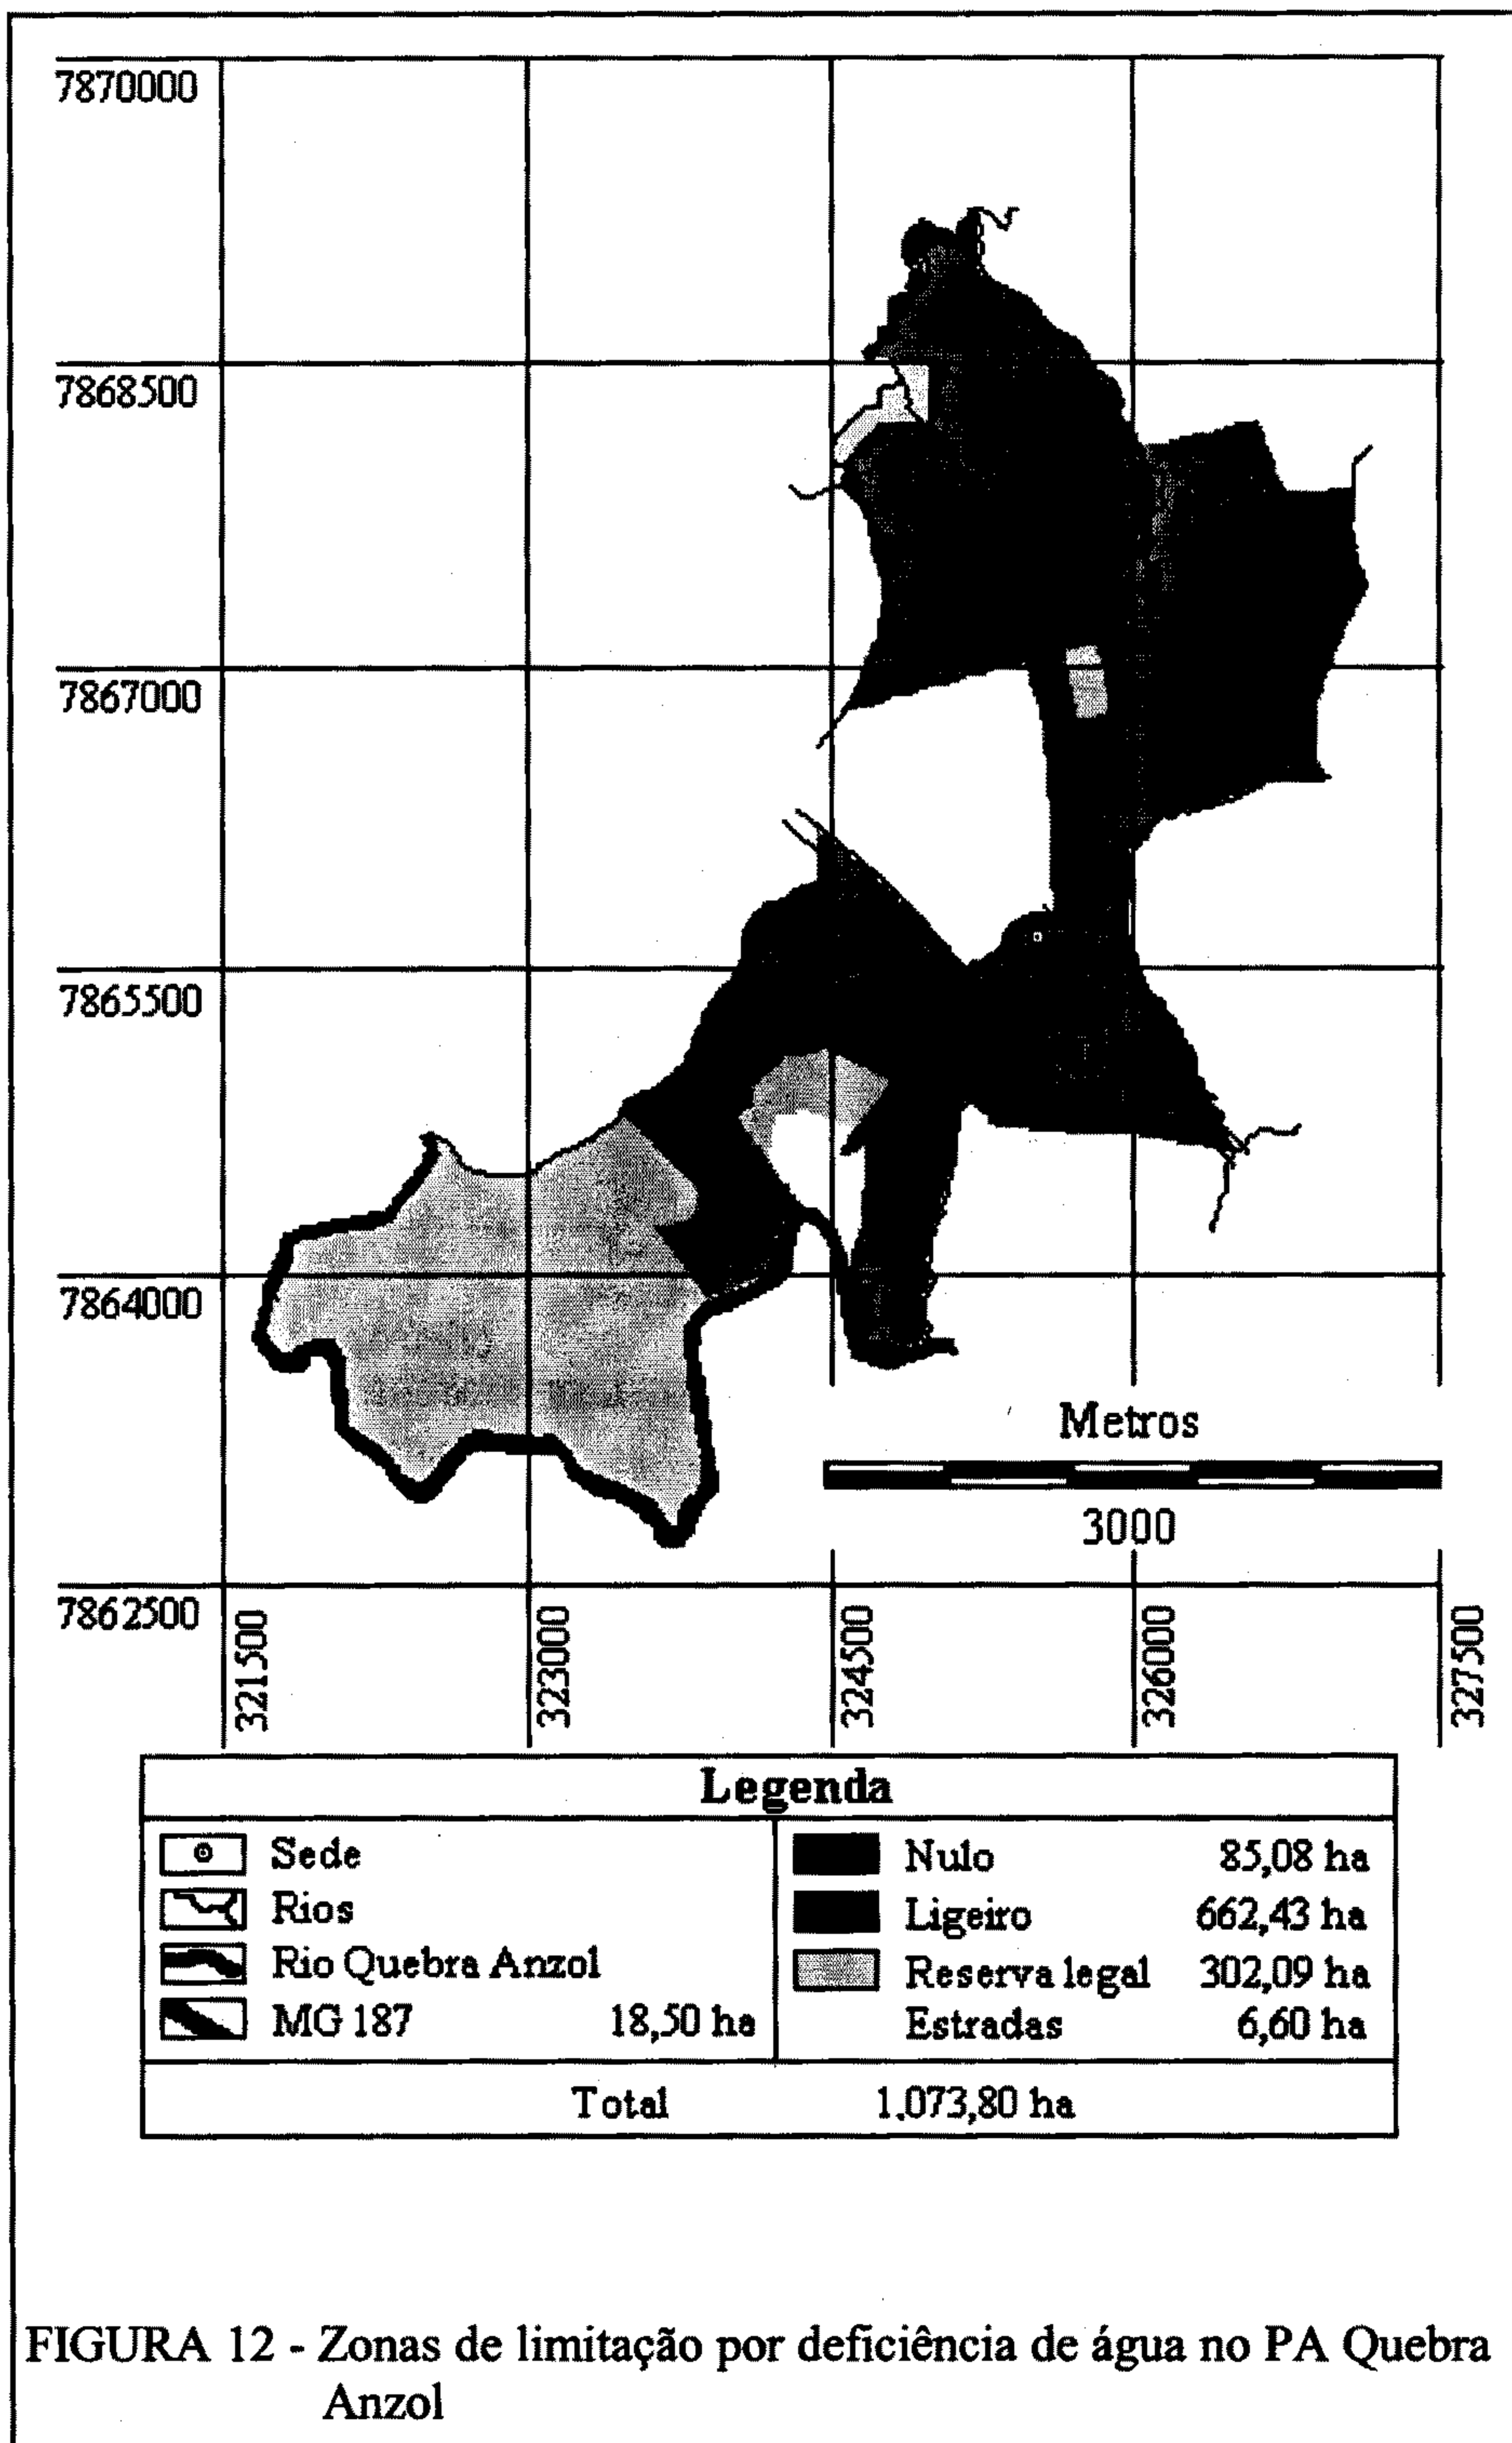 7870000
7868500
7867000
7865500
7864000
Metros
3000
7862500
321500
323000
324500
326000
327500
Legenda
Sede
Rios
Rio Quebra Anzol
MG 187 18,50 ha
Nulo 85,08 ha
Ligeiro 662,43 ha
Reserva legal 302,09 ha
Estradas 6,60 ha
Total 1.073,80 ha
FIGURA 12 - Zonas de limitação por deficiência de água no PA Quebra
Anzol